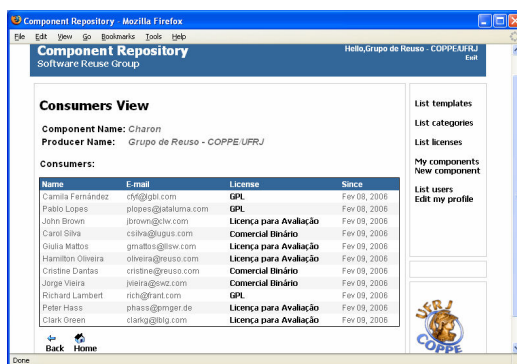 Component Repository - Mozilla Firefox
File Edit View Go Bookmarks Tools Help
Component Repository
Software Reuse Group
Hello,Grupo de Reuso - COPPE/UFRJ
Exit
Consumers View
Component Name: Charon
Producer Name: Grupo de Reuso - COPPE/UFRJ
Consumers:
Name E-mail License Since
Camila Fernández cfyf@lgbl.com GPL Fev 08, 2006
Pablo Lopes plopes@jataluma.com GPL Fev 08, 2006
John Brown jbrown@clw.com Licença para Avaliação Fev 09, 2006
Carol Silva csilva@lugus.com Comercial Binário Fev 09, 2006
Giulia Mattos gmattos@llsw.com Licença para Avaliação Fev 09, 2006
Hamilton Oliveira oliveira@reuso.com Licença para Avaliação Fev 09, 2006
Cristine Dantas cristine@reuso.com Comercial Binário Fev 09, 2006
Jorge Vieira jvieira@swz.com Comercial Binário Fev 09, 2006
Richard Lambert rich@frant.com GPL Fev 09, 2006
Peter Hass phass@pmger.de Licença para Avaliação Fev 09, 2006
Clark Green clarkg@lblg.com Licença para Avaliação Fev 09, 2006
Back Home
List templates
List categories
List licenses
My components
New component
List users
Edit my profile
UFRJ
COPPE
Done